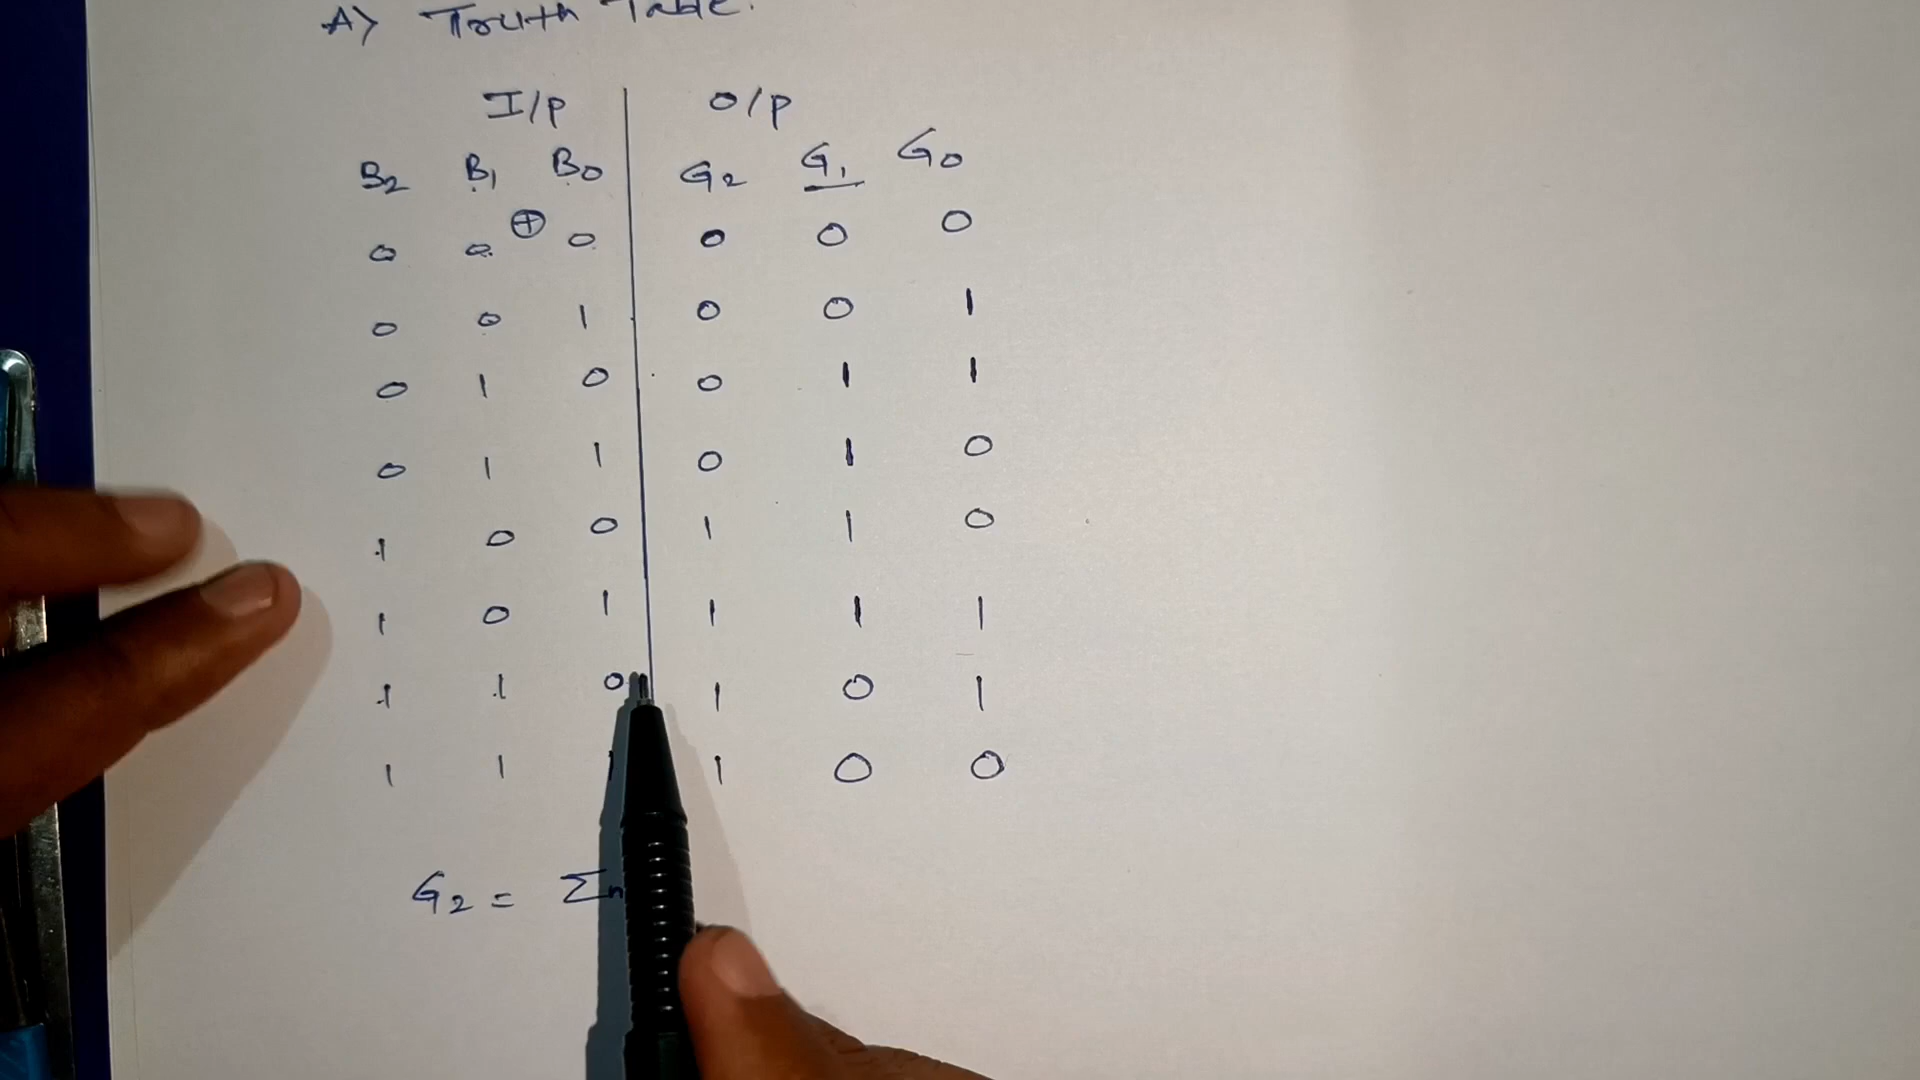 A) Truth Table.
I/p O/p
B2 B1 B0 G2 G1 G0
0 0 ⊕ 0 0 0 0
0 0 1 0 0 1
0 1 0 0 1 1
0 1 1 0 1 0
1 0 0 1 1 0
1 0 1 1 1 1
1 1 0 1 0 1
1 1 1 1 0 0
G2 = Σ